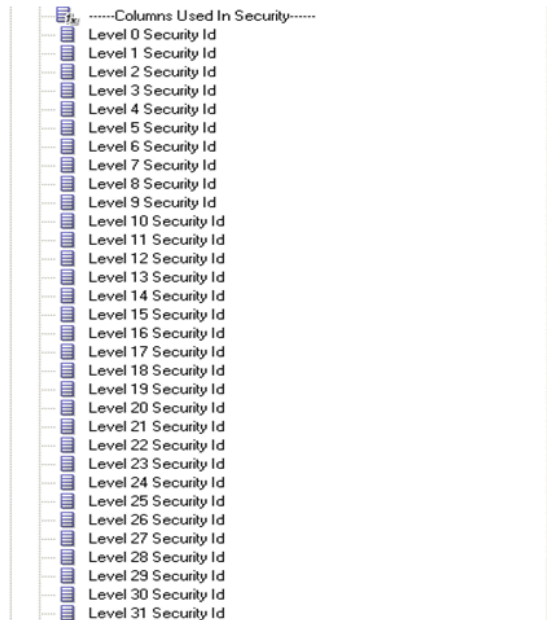 ------Columns Used In Security------
Level 0 Security Id
Level 1 Security Id
Level 2 Security Id
Level 3 Security Id
Level 4 Security Id
Level 5 Security Id
Level 6 Security Id
Level 7 Security Id
Level 8 Security Id
Level 9 Security Id
Level 10 Security Id
Level 11 Security Id
Level 12 Security Id
Level 13 Security Id
Level 14 Security Id
Level 15 Security Id
Level 16 Security Id
Level 17 Security Id
Level 18 Security Id
Level 19 Security Id
Level 20 Security Id
Level 21 Security Id
Level 22 Security Id
Level 23 Security Id
Level 24 Security Id
Level 25 Security Id
Level 26 Security Id
Level 27 Security Id
Level 28 Security Id
Level 29 Security Id
Level 30 Security Id
Level 31 Security Id